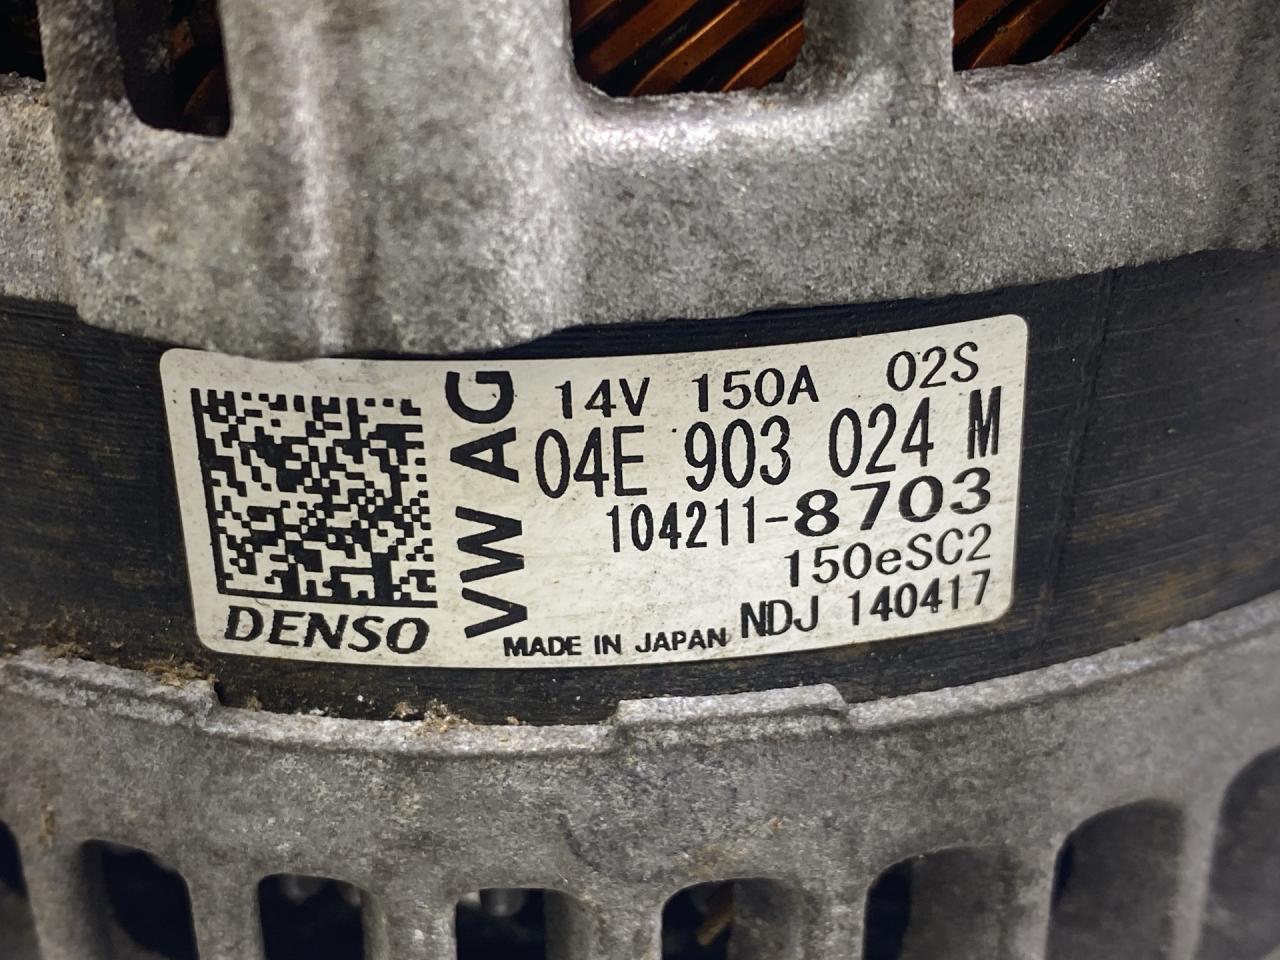 14V 150A 02S
04E 903 024 M
104211-8703
150eSC2
NDJ 140417
MADE IN JAPAN
VW AG
DENSO